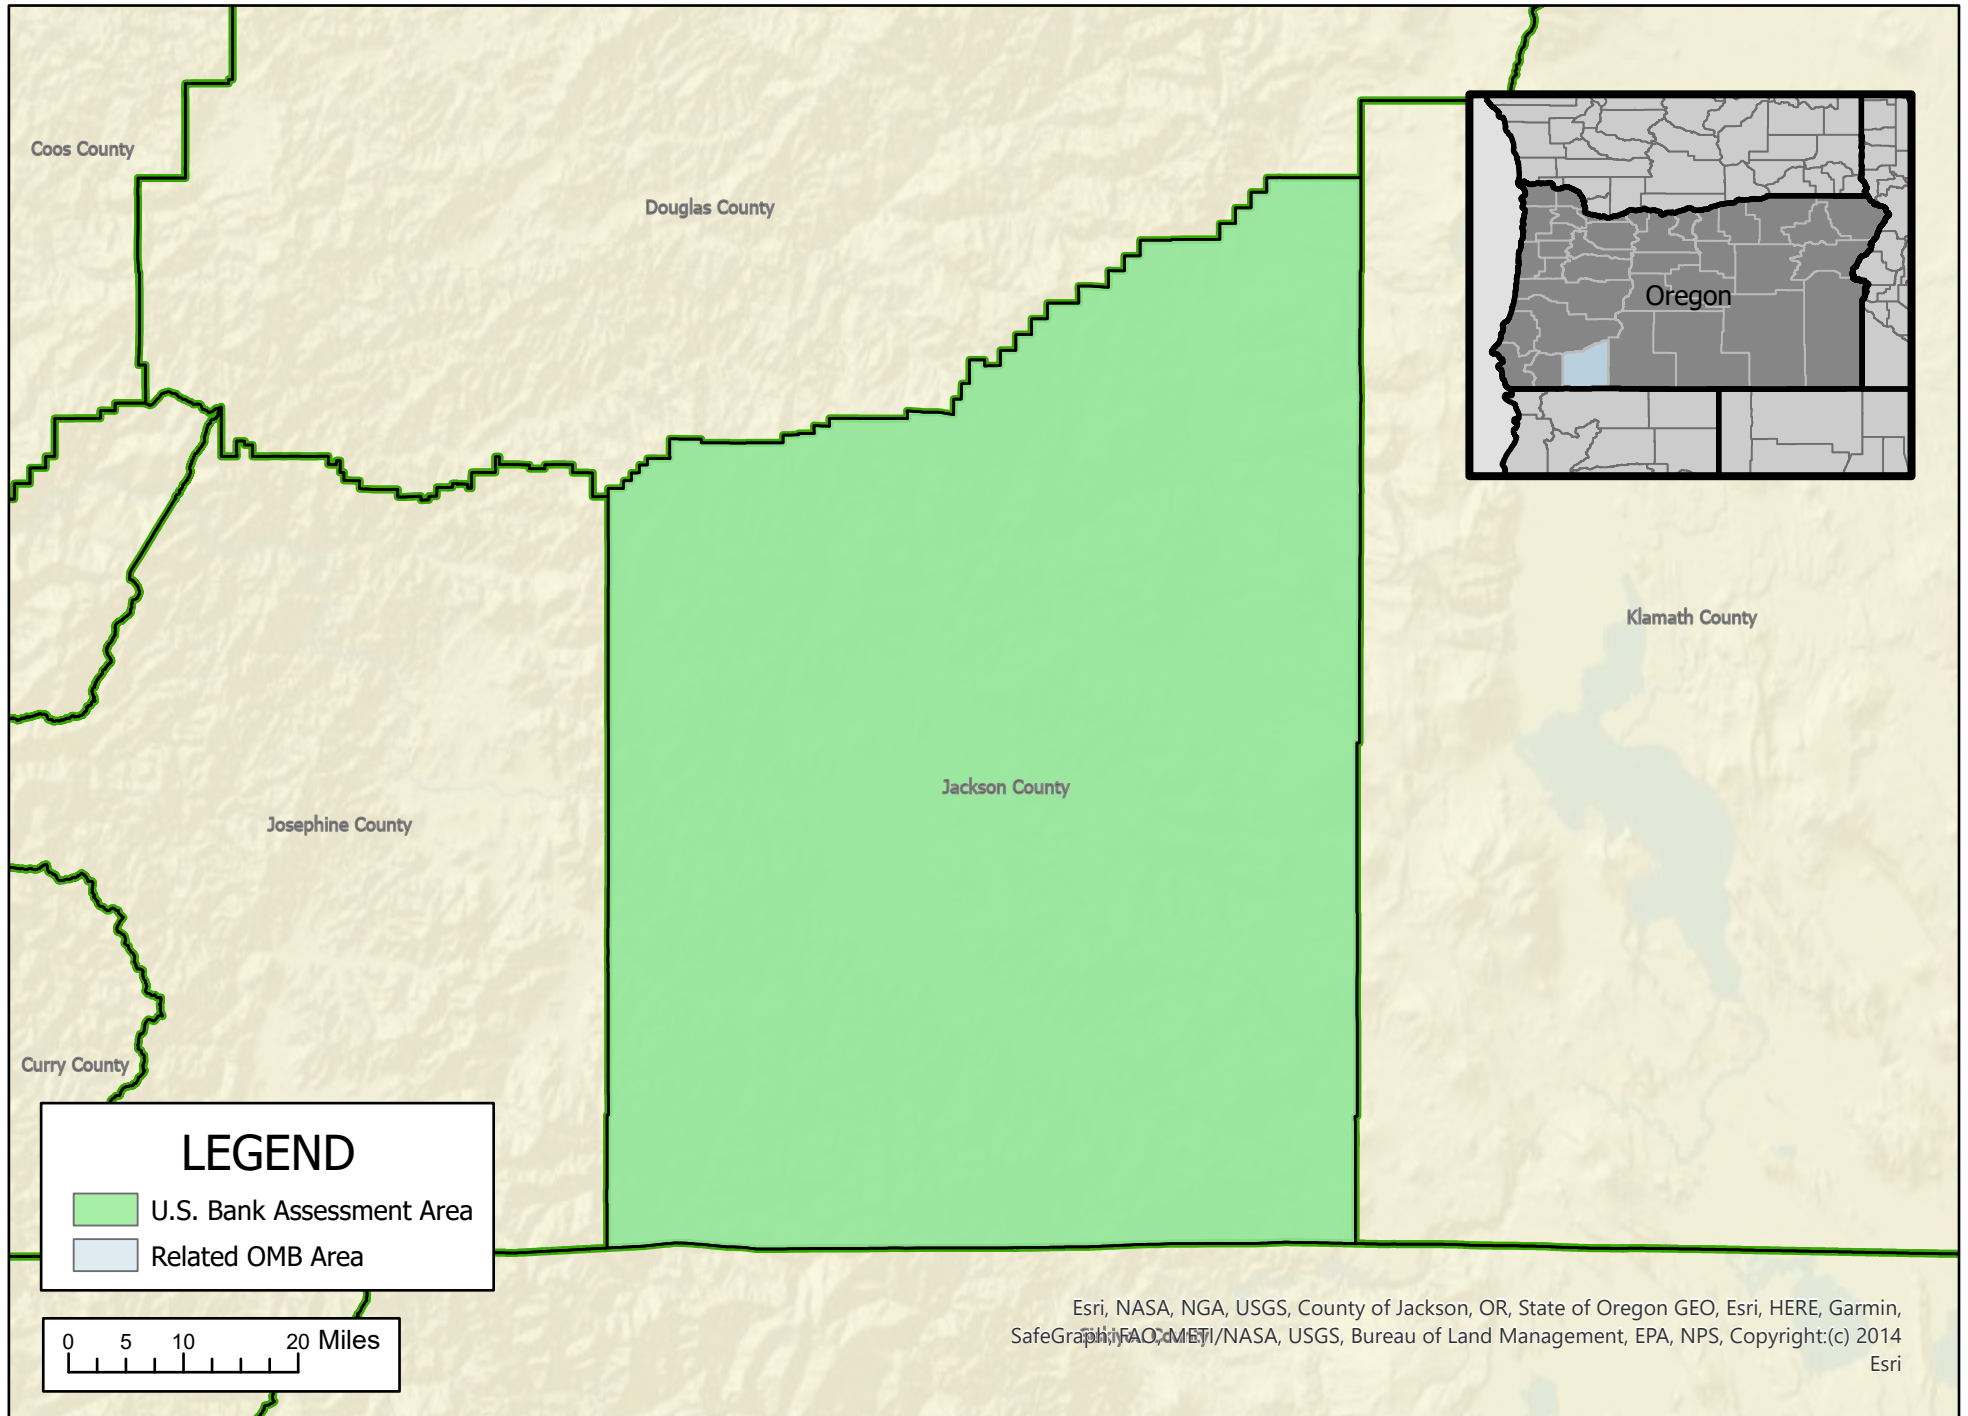 Coos County
Douglas County
Oregon
Klamath County
Jackson County
Josephine County
Curry County
LEGEND
U.S. Bank Assessment Area
Related OMB Area
0 5 10 20 Miles
Esri, NASA, NGA, USGS, County of Jackson, OR, State of Oregon GEO, Esri, HERE, Garmin,
SafeGraph, FAO, METI/NASA, USGS, Bureau of Land Management, EPA, NPS, Copyright:(c) 2014
Esri